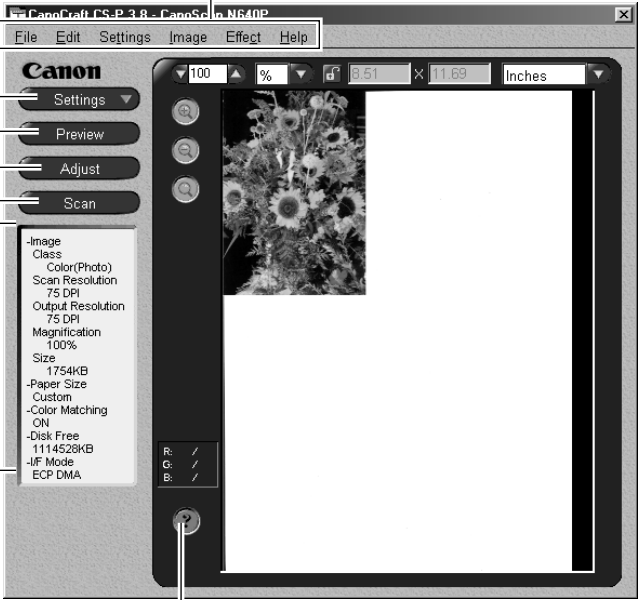 CanoCraft CS-P 3.8 - CanoScan N640P
File Edit Settings Image Effect Help
Canon
100 % 8.51 X 11.69 Inches
Settings
Preview
Adjust
Scan
-Image
Class
Color(Photo)
Scan Resolution
75 DPI
Output Resolution
75 DPI
Magnification
100%
Size
1754KB
-Paper Size
Custom
-Color Matching
ON
-Disk Free
1114528KB
-I/F Mode
ECP DMA
R: /
G: /
B: /
?